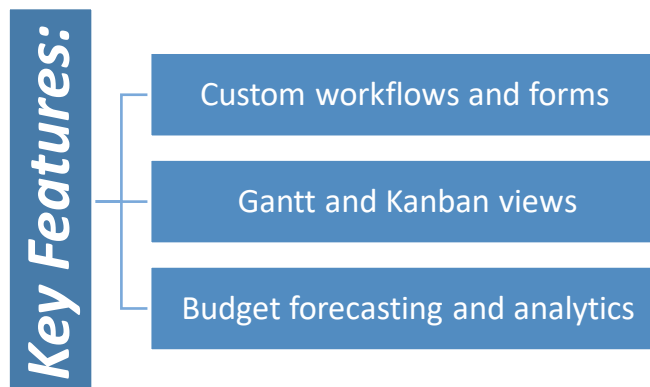 Key Features:
Custom workflows and forms
Gantt and Kanban views
Budget forecasting and analytics